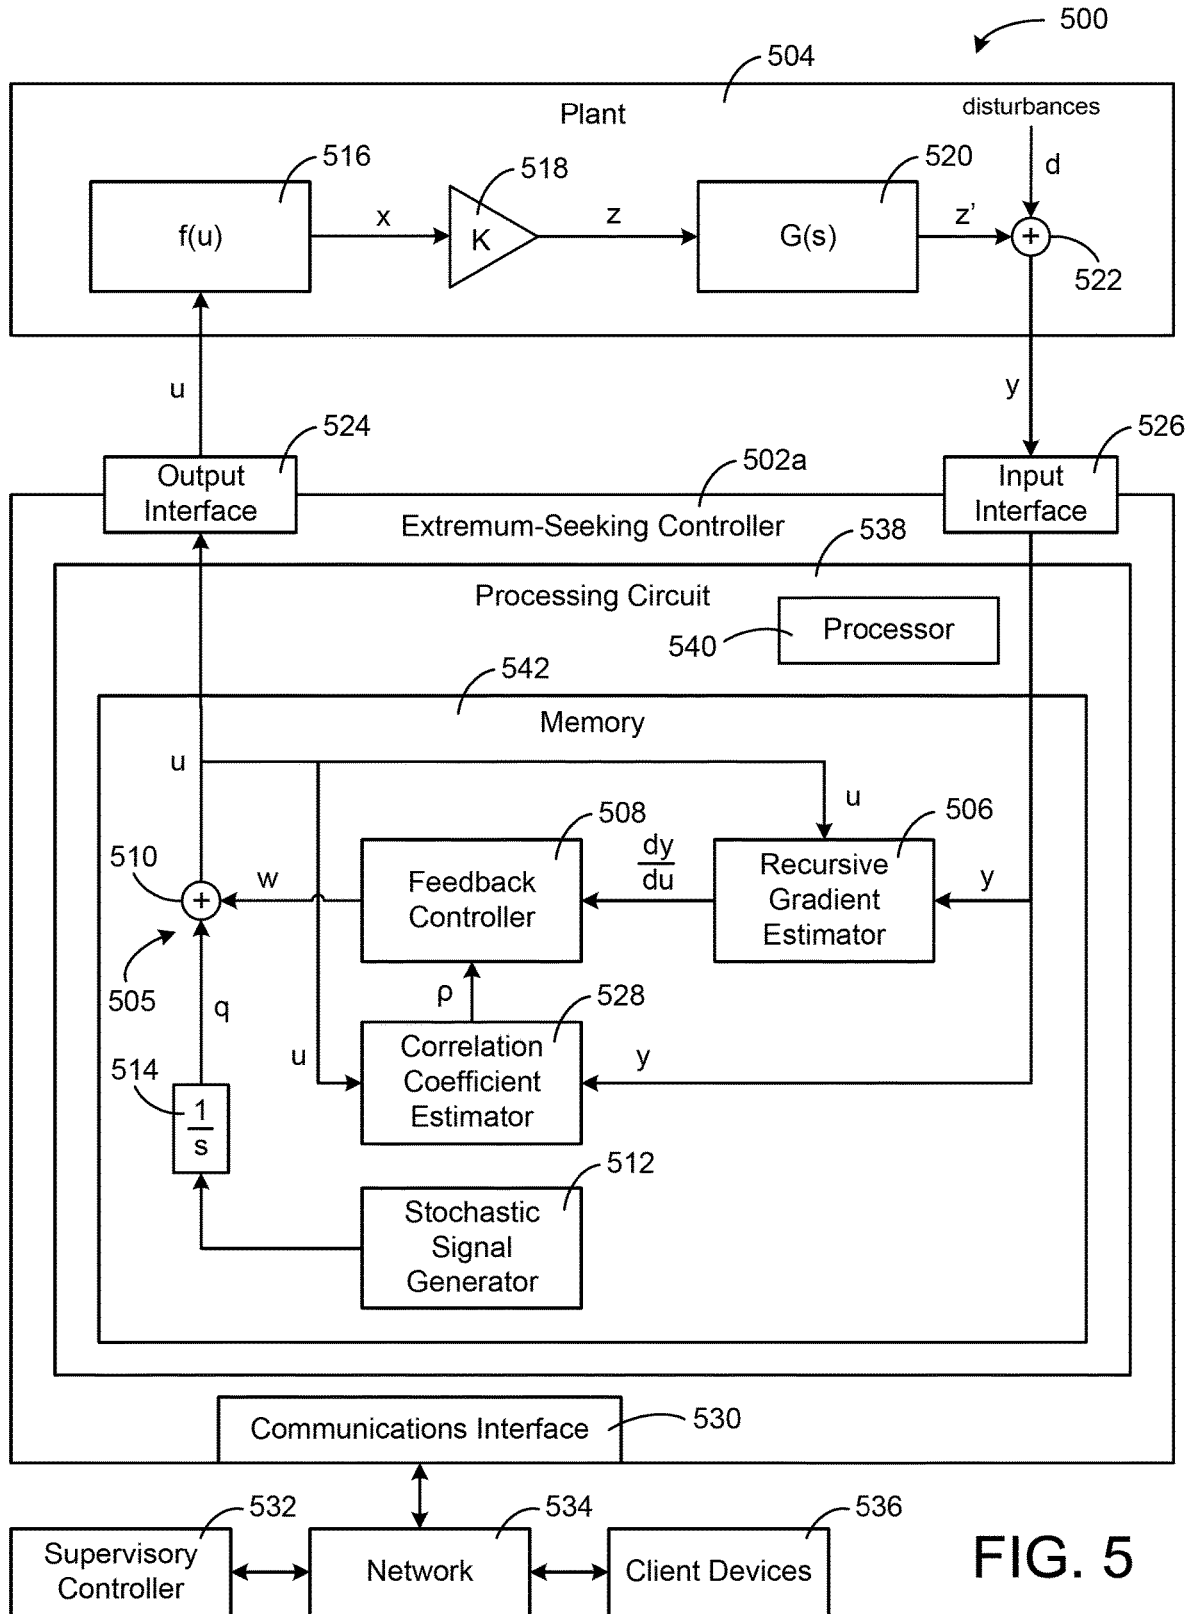 500
504
Plant
disturbances
516
518
520
d
f(u)
x
K
z
G(s)
z’
+
522
u
y
524
526
Output
Interface
502a
Input
Interface
Extremum-Seeking Controller
538
Processing Circuit
540
Processor
542
Memory
u
u
508
506
510
+
w
Feedback
Controller
dy
du
Recursive
Gradient
Estimator
y
505
q
ρ
528
u
Correlation
Coefficient
Estimator
y
514
1
s
512
Stochastic
Signal
Generator
Communications Interface
530
532
534
536
Supervisory
Controller
Network
Client Devices
FIG. 5